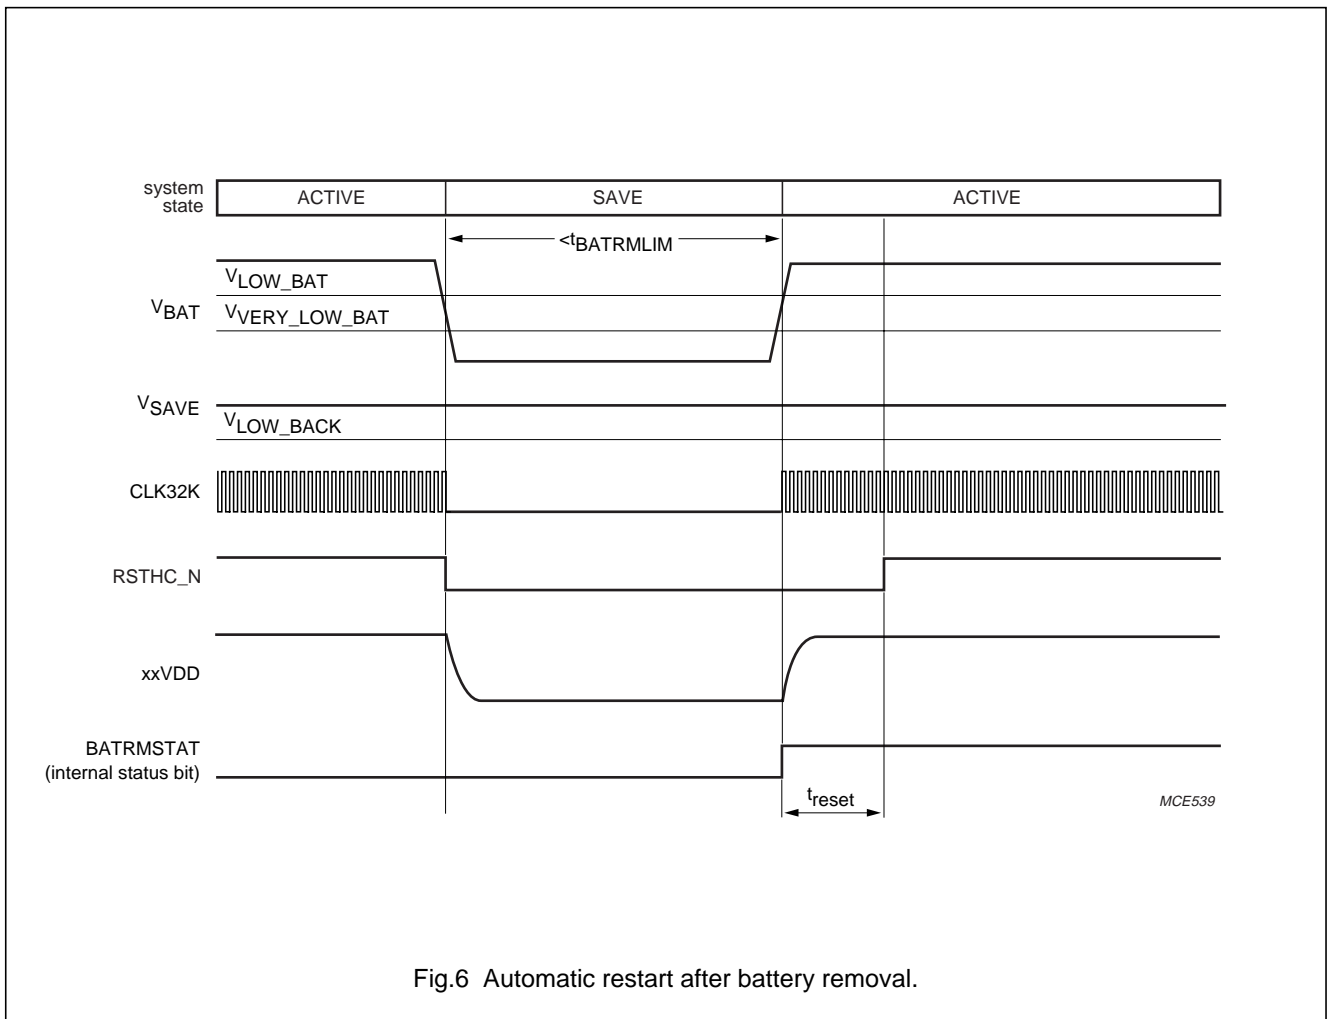 system
state
ACTIVE
SAVE
ACTIVE
<tBATRMLIM
VLOW_BAT
VBAT
VVERY_LOW_BAT
VSAVE
VLOW_BACK
CLK32K
RSTHC_N
xxVDD
BATRMSTAT
(internal status bit)
treset
MCE539
Fig.6 Automatic restart after battery removal.